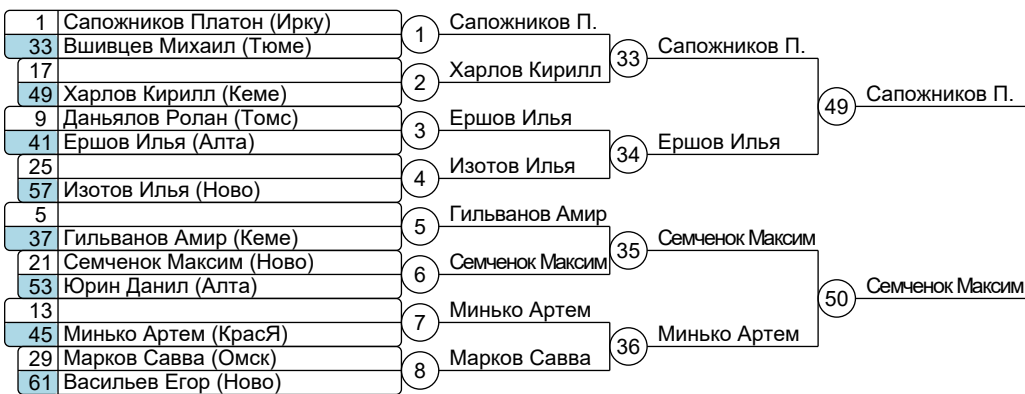 1 Сапожников Платон (Ирку)
33 Вшивцев Михаил (Тюме)
17
49 Харлов Кирилл (Кеме)
9 Даньялов Ролан (Томс)
41 Ершов Илья (Алта)
25
57 Изотов Илья (Ново)
5
37 Гильванов Амир (Кеме)
21 Семченок Максим (Ново)
53 Юрин Данил (Алта)
13
45 Минько Артем (КрасЯ)
29 Марков Савва (Омск)
61 Васильев Егор (Ново)
1 Сапожников П.
2 Харлов Кирилл
3 Ершов Илья
4 Изотов Илья
5 Гильванов Амир
6 Семченок Максим
7 Минько Артем
8 Марков Савва
33 Сапожников П.
34 Ершов Илья
35 Семченок Максим
36 Минько Артем
49 Сапожников П.
50 Семченок Максим